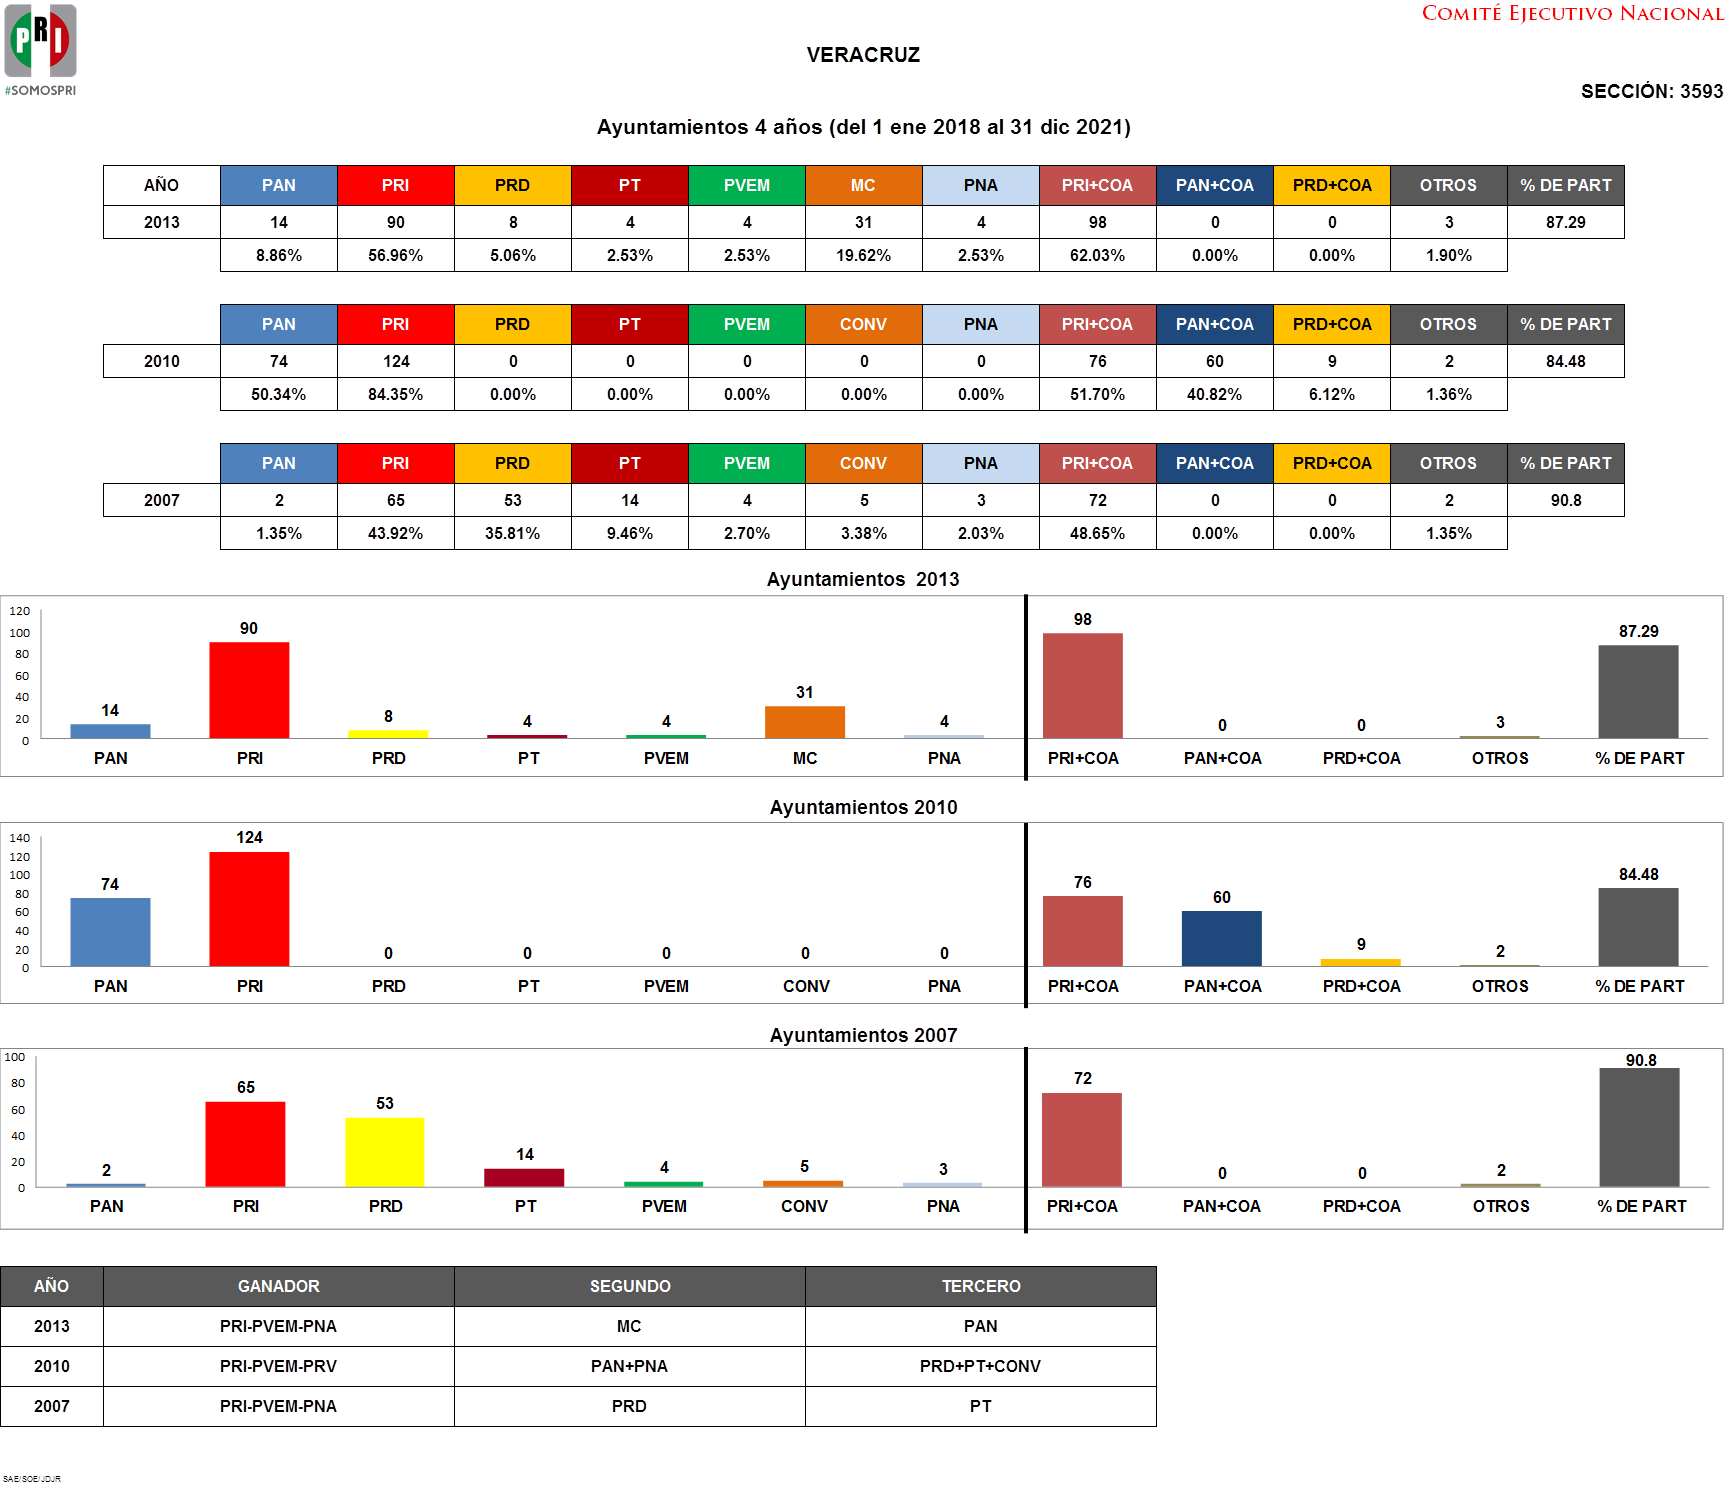 PRI
#SOMOSPRI
COMITÉ EJECUTIVO NACIONAL
VERACRUZ
SECCIÓN: 3593
Ayuntamientos 4 años (del 1 ene 2018 al 31 dic 2021)
AÑO PAN PRI PRD PT PVEM MC PNA PRI+COA PAN+COA PRD+COA OTROS % DE PART
2013 14 90 8 4 4 31 4 98 0 0 3 87.29
8.86% 56.96% 5.06% 2.53% 2.53% 19.62% 2.53% 62.03% 0.00% 0.00% 1.90%
PAN PRI PRD PT PVEM CONV PNA PRI+COA PAN+COA PRD+COA OTROS % DE PART
2010 74 124 0 0 0 0 0 76 60 9 2 84.48
50.34% 84.35% 0.00% 0.00% 0.00% 0.00% 0.00% 51.70% 40.82% 6.12% 1.36%
PAN PRI PRD PT PVEM CONV PNA PRI+COA PAN+COA PRD+COA OTROS % DE PART
2007 2 65 53 14 4 5 3 72 0 0 2 90.8
1.35% 43.92% 35.81% 9.46% 2.70% 3.38% 2.03% 48.65% 0.00% 0.00% 1.35%
Ayuntamientos 2013
120
100
80
60
40
20
0
14 90 8 4 4 31 4 98 0 0 3 87.29
PAN PRI PRD PT PVEM MC PNA PRI+COA PAN+COA PRD+COA OTROS % DE PART
Ayuntamientos 2010
140
120
100
80
60
40
20
0
74 124 0 0 0 0 0 76 60 9 2 84.48
PAN PRI PRD PT PVEM CONV PNA PRI+COA PAN+COA PRD+COA OTROS % DE PART
Ayuntamientos 2007
100
80
60
40
20
0
2 65 53 14 4 5 3 72 0 0 2 90.8
PAN PRI PRD PT PVEM CONV PNA PRI+COA PAN+COA PRD+COA OTROS % DE PART
AÑO GANADOR SEGUNDO TERCERO
2013 PRI-PVEM-PNA MC PAN
2010 PRI-PVEM-PRV PAN+PNA PRD+PT+CONV
2007 PRI-PVEM-PNA PRD PT
SAE/SOE/JDJR